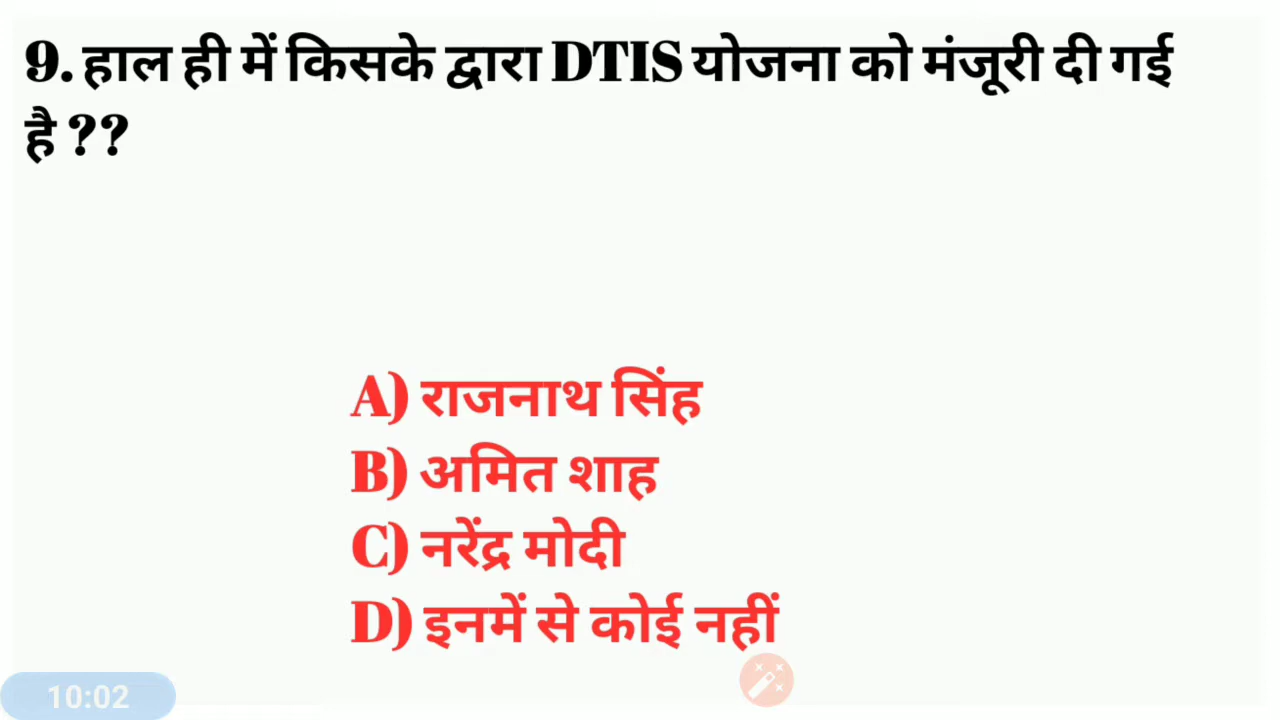 9. हाल ही में किसके द्वारा DTIS योजना को मंजूरी दी गई
है ??
A) राजनाथ सिंह
B) अमित शाह
C) नरेंद्र मोदी
D) इनमें से कोई नहीं
10:02